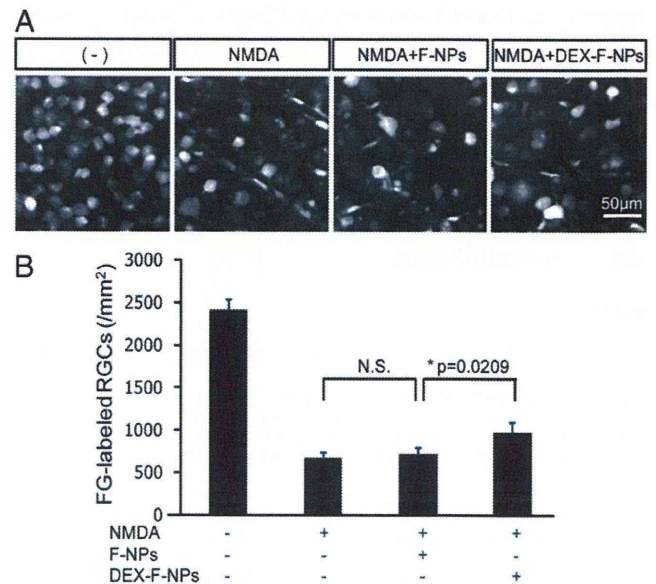 A
(-) NMDA NMDA+F-NPs NMDA+DEX-F-NPs
50µm
B
FG-labeled RGCs (/mm²)
3000
2500
2000
1500
1000
500
0
N.S. *p=0.0209
NMDA - + + +
F-NPs - - + -
DEX-F-NPs - - - +